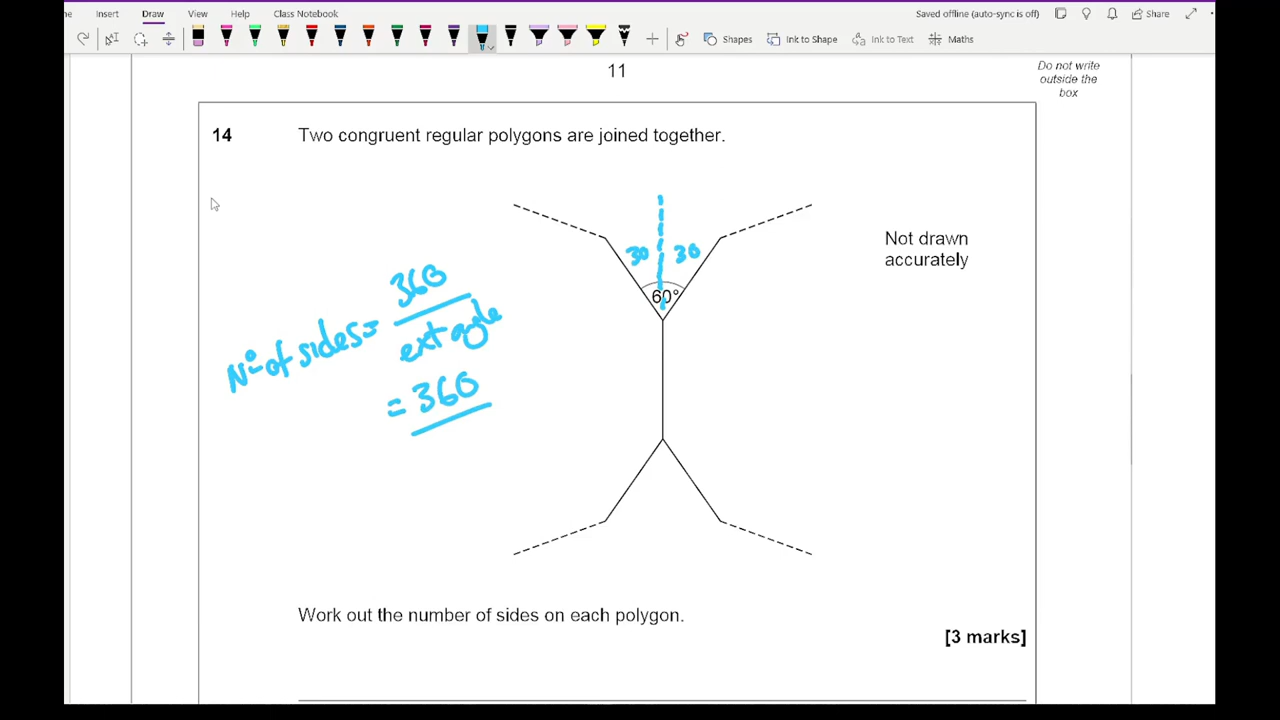 Insert Draw View Help Class Notebook Saved offline (auto-sync is off) Share
Shapes Ink to Shape Ink to Text Maths
11
Do not write
outside the
box
14 Two congruent regular polygons are joined together.
Not drawn
accurately
30 30
60°
Nº of sides = 360
ext angle
= 360
Work out the number of sides on each polygon.
[3 marks]